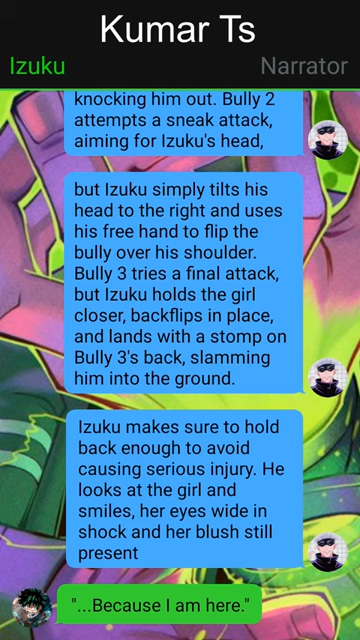 Kumar Ts
Izuku Narrator
knocking him out. Bully 2
attempts a sneak attack,
aiming for Izuku's head,
but Izuku simply tilts his
head to the right and uses
his free hand to flip the
bully over his shoulder.
Bully 3 tries a final attack,
but Izuku holds the girl
closer, backflips in place,
and lands with a stomp on
Bully 3's back, slamming
him into the ground.
Izuku makes sure to hold
back enough to avoid
causing serious injury. He
looks at the girl and
smiles, her eyes wide in
shock and her blush still
present
"...Because I am here."